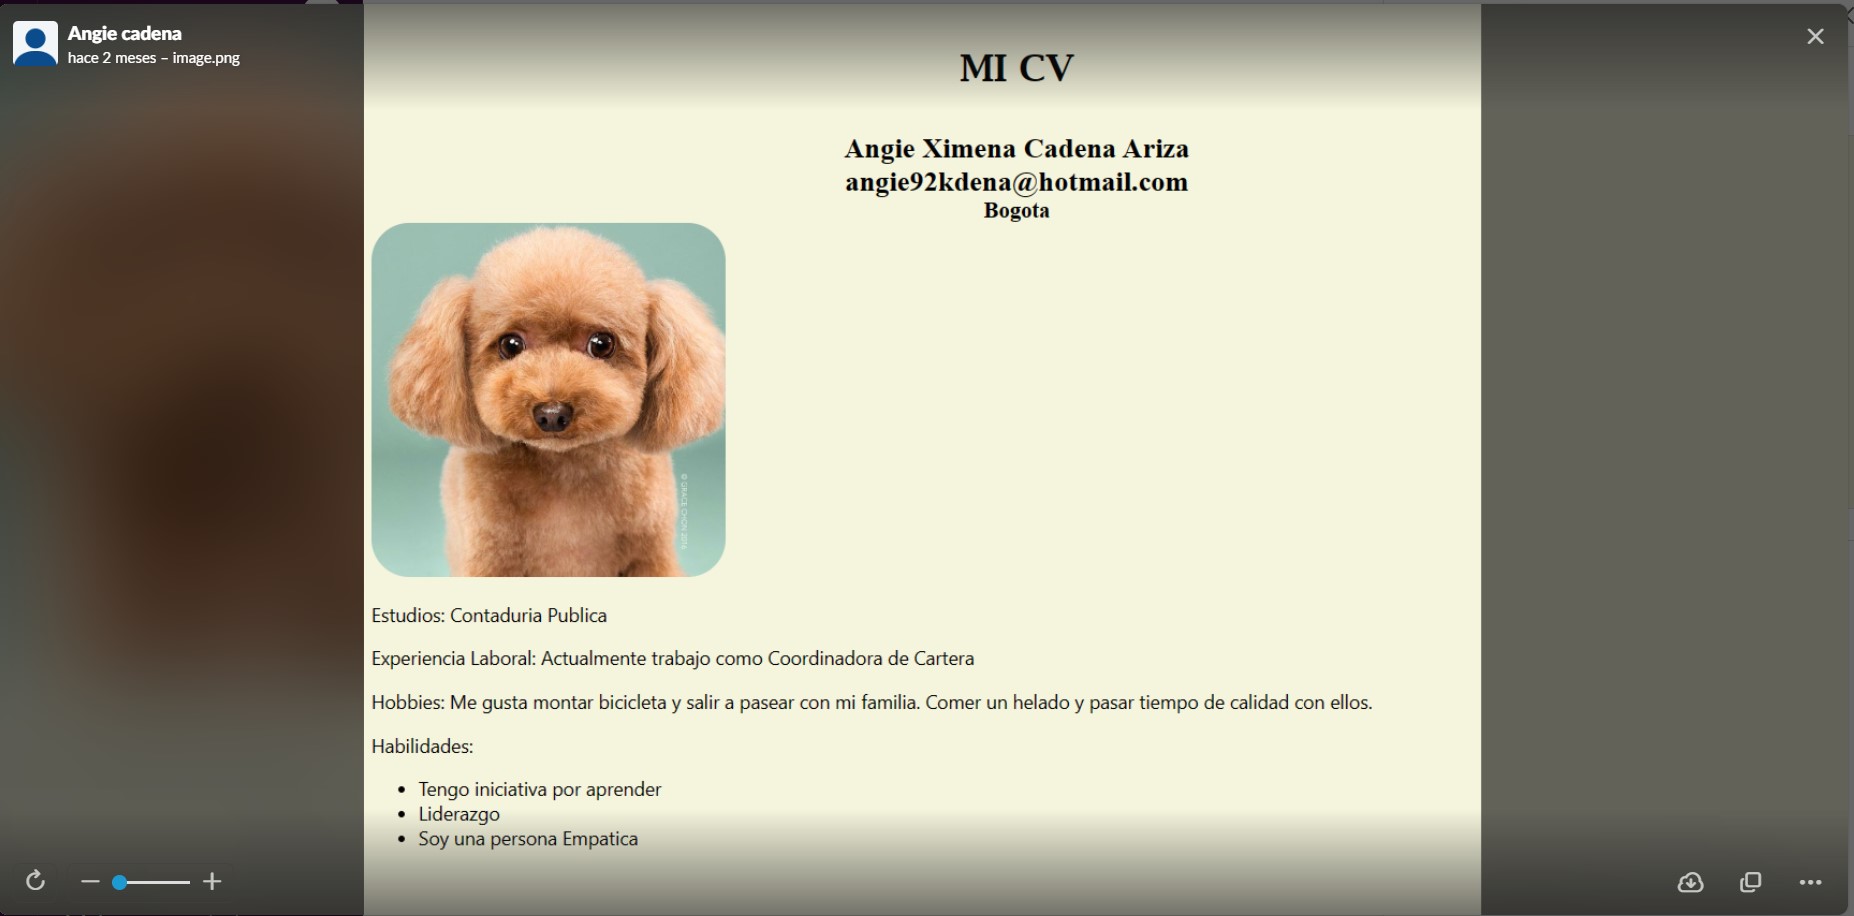 Angie cadena
hace 2 meses – image.png
MI CV
Angie Ximena Cadena Ariza
angie92kdena@hotmail.com
Bogota
© GRACE CHON 2014
Estudios: Contaduria Publica
Experiencia Laboral: Actualmente trabajo como Coordinadora de Cartera
Hobbies: Me gusta montar bicicleta y salir a pasear con mi familia. Comer un helado y pasar tiempo de calidad con ellos.
Habilidades:
• Tengo iniciativa por aprender
• Liderazgo
• Soy una persona Empatica